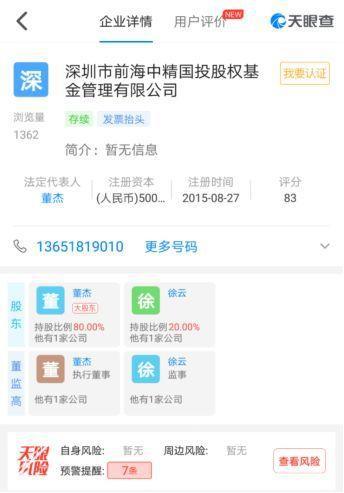 企业详情
用户评价
NEW
天眼查
深
深圳市前海中精国投股权基
金管理有限公司
我要认证
浏览量
1362
存续
发票抬头
简介：暂无信息
法定代表人
注册资本
注册时间
评分
董杰
(人民币)500...
2015-08-27
83
13651819010
更多号码
股东
董
董杰
大股东
持股比例80.00%
他有1家公司
徐
徐云
持股比例20.00%
他有1家公司
董监高
董
董杰
执行董事
他有1家公司
徐
徐云
监事
他有1家公司
天眼风险
自身风险：
暂无
周边风险：
暂无
预警提醒：
7条
查看风险